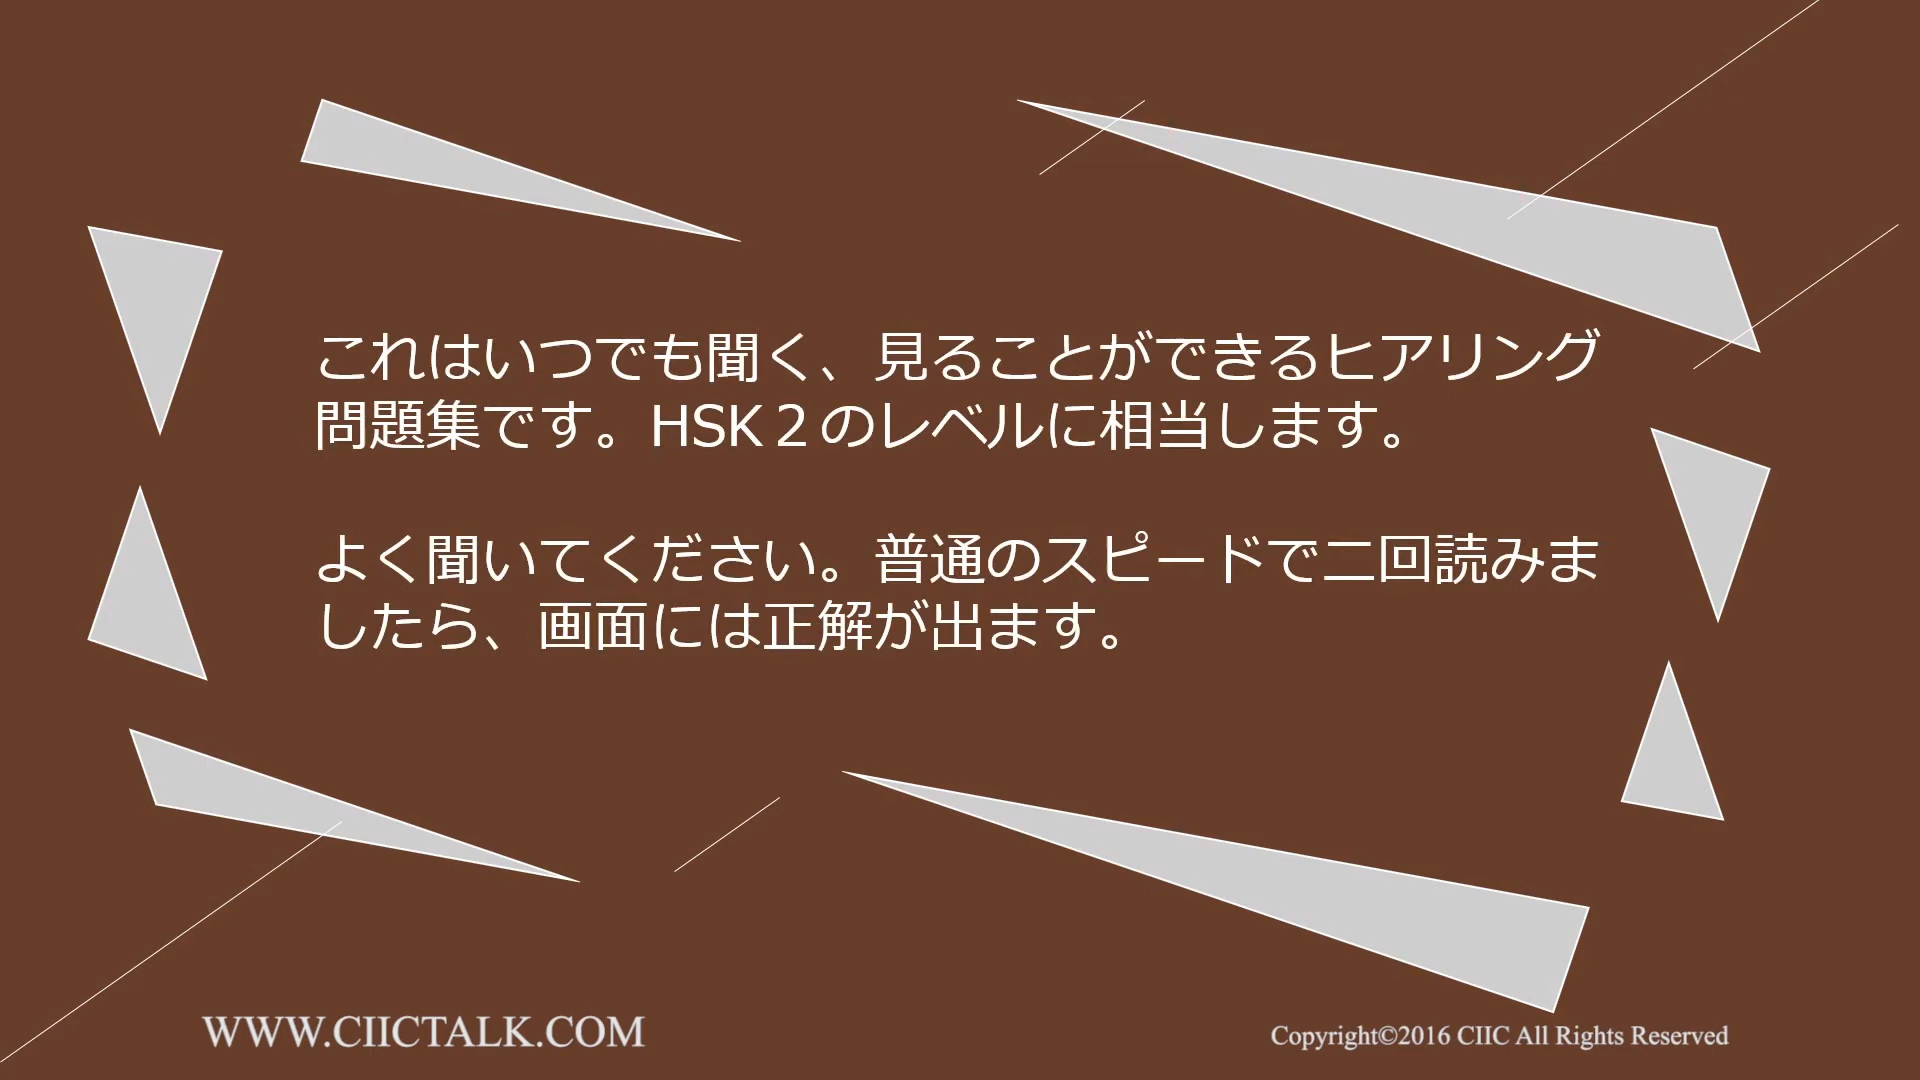 これはいつでも聞く、見ることができるヒアリング
問題集です。HSK２のレベルに相当します。
よく聞いてください。普通のスピードで二回読みま
したら、画面には正解が出ます。
WWW.CIICTALK.COM
Copyright©2016 CIIC All Rights Reserved